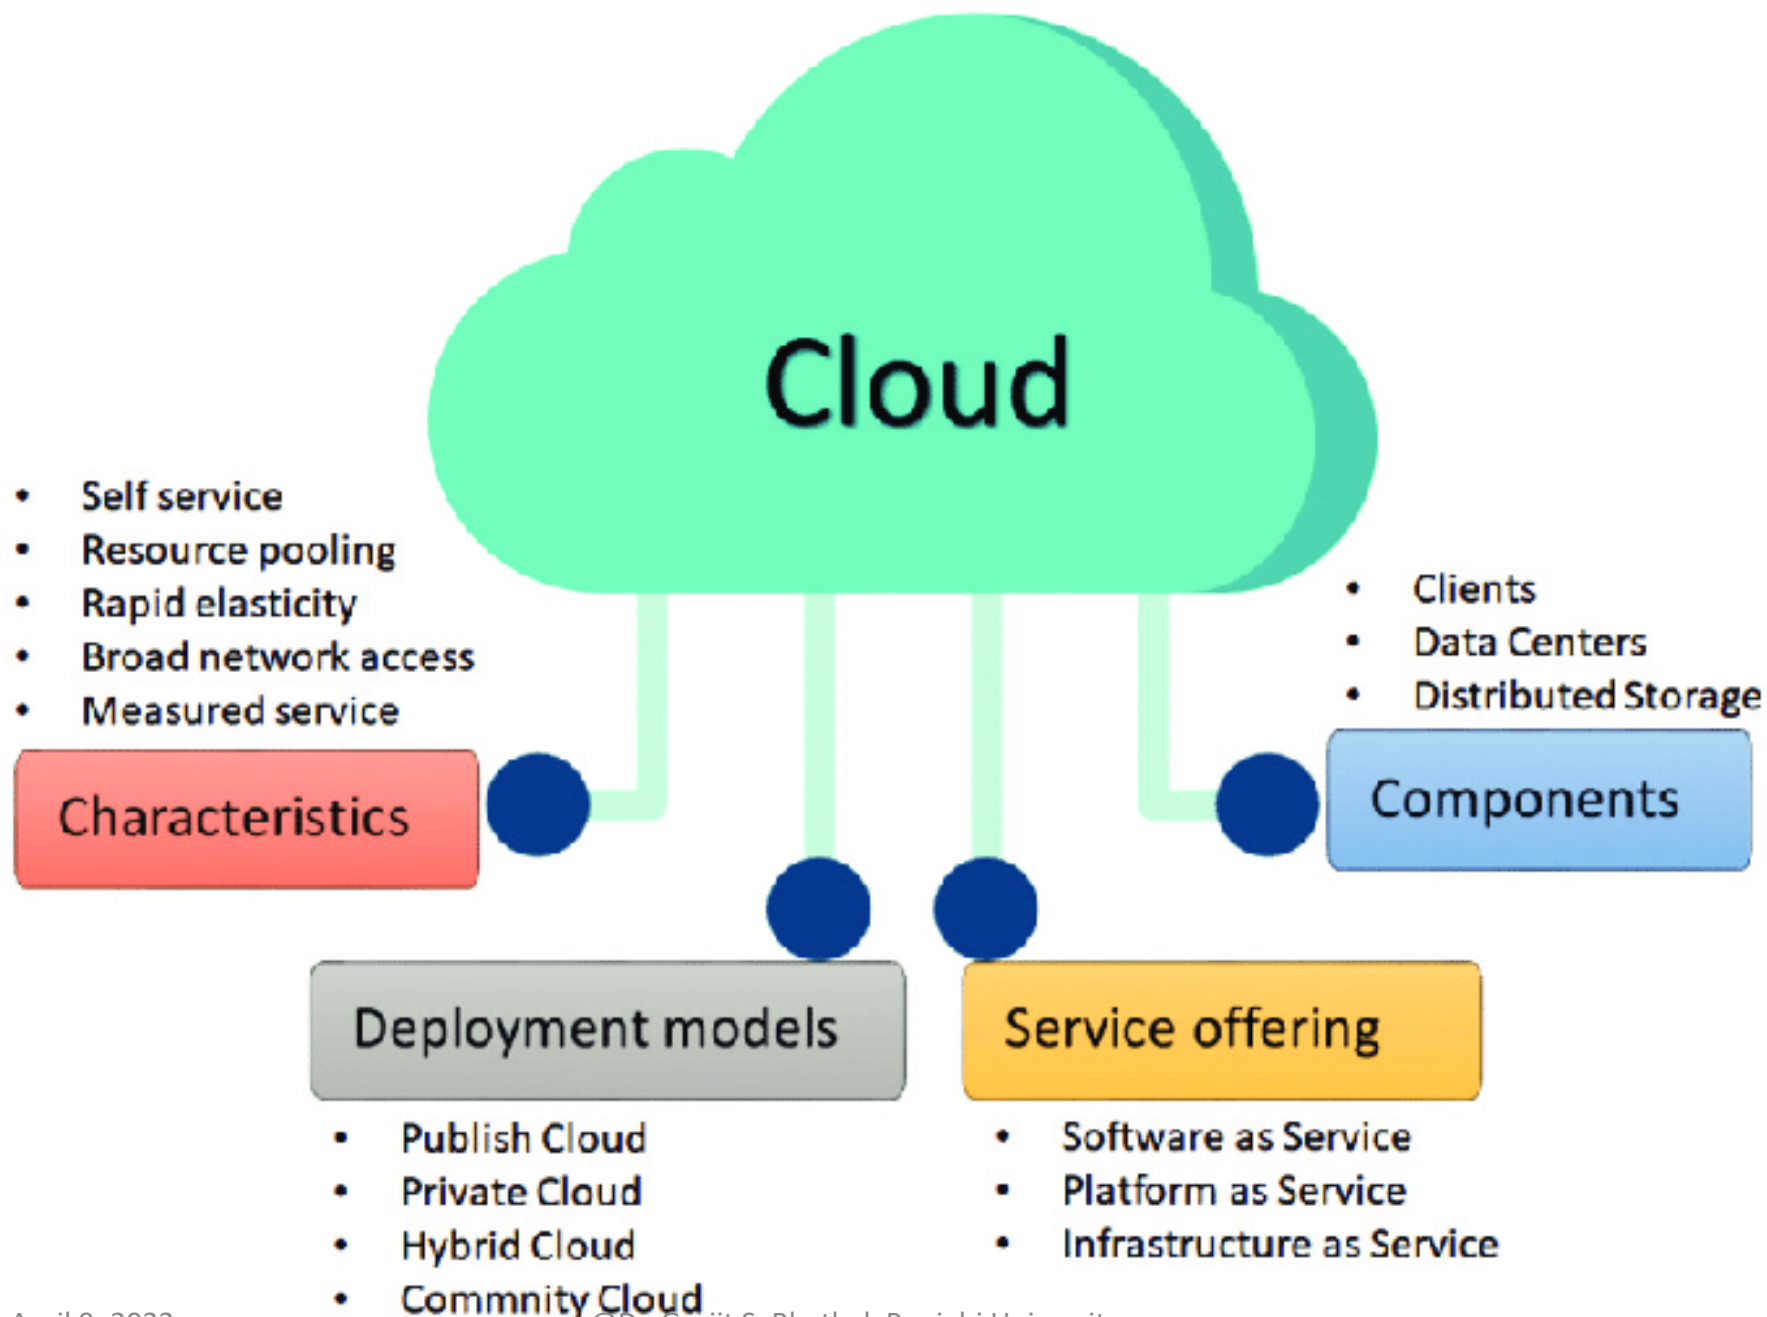 Cloud
• Self service
• Resource pooling
• Rapid elasticity
• Broad network access
• Measured service
Characteristics
• Clients
• Data Centers
• Distributed Storage
Components
Deployment models
• Publish Cloud
• Private Cloud
• Hybrid Cloud
• Commnity Cloud
Service offering
• Software as Service
• Platform as Service
• Infrastructure as Service